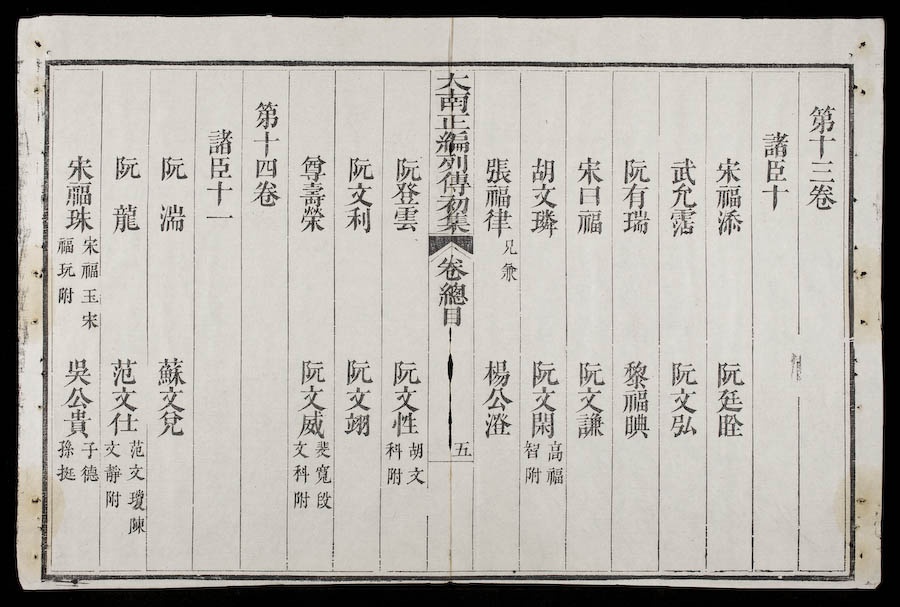 第十三卷
諸臣十
宋福添 阮廷𥇍
武允𩆪 阮文弘
阮有瑞 黎福㬌
宋曰福 阮文謙
胡文璘 阮文閑 高福智附
張福律 兄 楊公澄
大南正編列傳初集 卷總目 五
阮登雲 阮文性 胡文科附
阮文利 阮文翊
尊壽榮 阮文威 裴寬段文科附
第十四卷
諸臣十一
阮湍 蘇文兌
阮龍 范文仕 范文瓊陳文靜附
宋福珠 宋福玉宋福玩附 吳公貴 子德孫挺